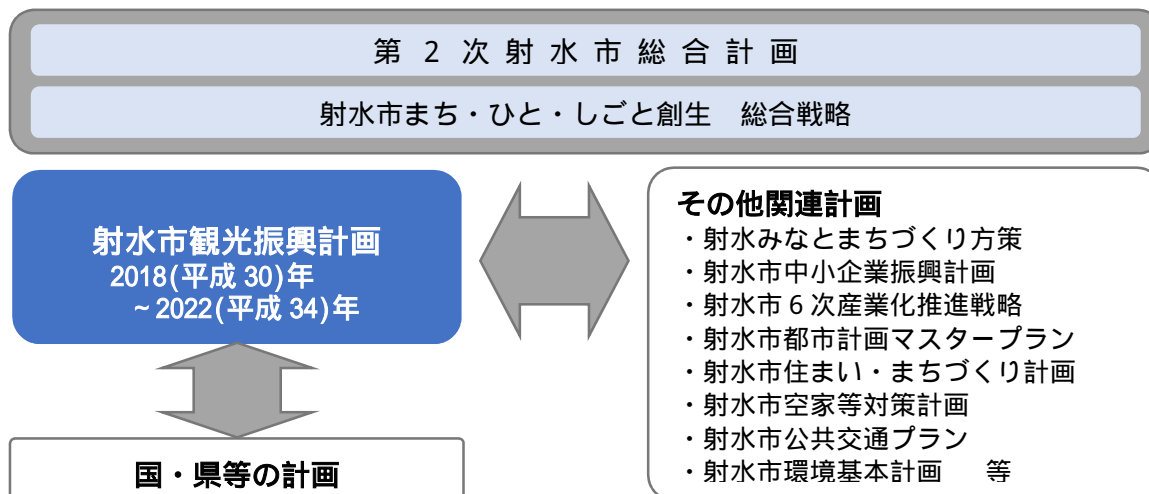 第 2 次 射 水 市 総 合 計 画
射水市まち・ひと・しごと創生　総合戦略
射水市観光振興計画
2018(平成 30)年
～2022(平成 34)年
国・県等の計画
その他関連計画
・射水みなとまちづくり方策
・射水市中小企業振興計画
・射水市６次産業化推進戦略
・射水市都市計画マスタープラン
・射水市住まい・まちづくり計画
・射水市空家等対策計画
・射水市公共交通プラン
・射水市環境基本計画　　等